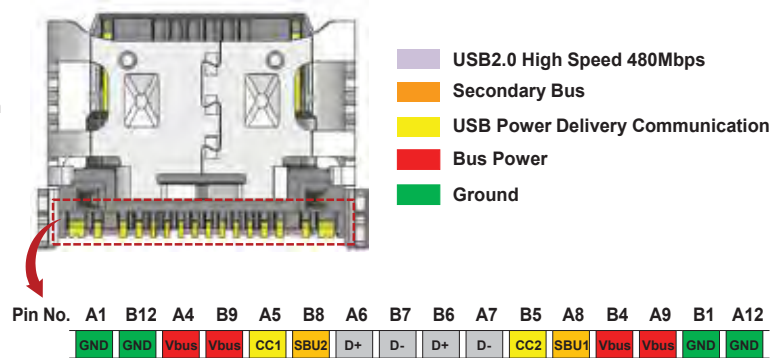 USB2.0 High Speed 480Mbps
Secondary Bus
USB Power Delivery Communication
Bus Power
Ground
Pin No. A1 B12 A4 B9 A5 B8 A6 B7 B6 A7 B5 A8 B4 A9 B1 A12
GND GND Vbus Vbus CC1 SBU2 D+ D- D+ D- CC2 SBU1 Vbus Vbus GND GND